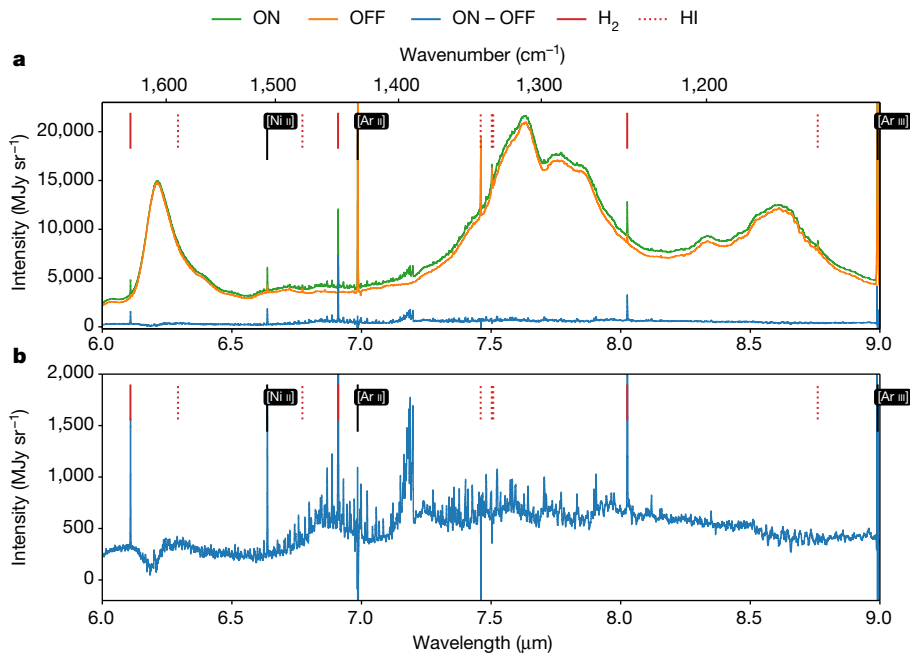 ON OFF ON – OFF H₂ HI
Wavenumber (cm⁻¹)
a
1,600 1,500 1,400 1,300 1,200
Intensity (MJy sr⁻¹)
20,000
15,000
10,000
5,000
0
[Ni II] [Ar II] [Ar III]
6.0 6.5 7.0 7.5 8.0 8.5 9.0
b
Intensity (MJy sr⁻¹)
2,000
1,500
1,000
500
0
[Ni II] [Ar II] [Ar III]
6.0 6.5 7.0 7.5 8.0 8.5 9.0
Wavelength (μm)